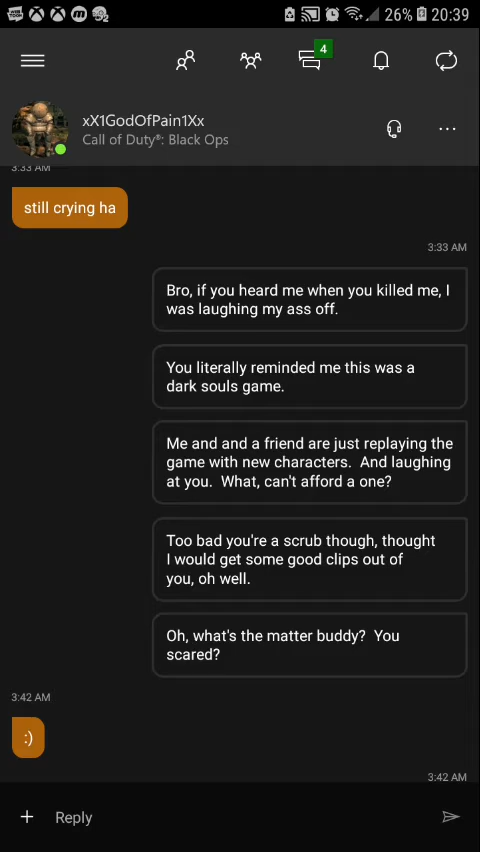 26% 20:39
4
xX1GodOfPain1Xx
Call of Duty®: Black Ops
3:33 AM
still crying ha
3:33 AM
Bro, if you heard me when you killed me, I
was laughing my ass off.
You literally reminded me this was a
dark souls game.
Me and and a friend are just replaying the
game with new characters. And laughing
at you. What, can't afford a one?
Too bad you're a scrub though, thought
I would get some good clips out of
you, oh well.
Oh, what's the matter buddy? You
scared?
3:42 AM
:)
3:42 AM
Reply